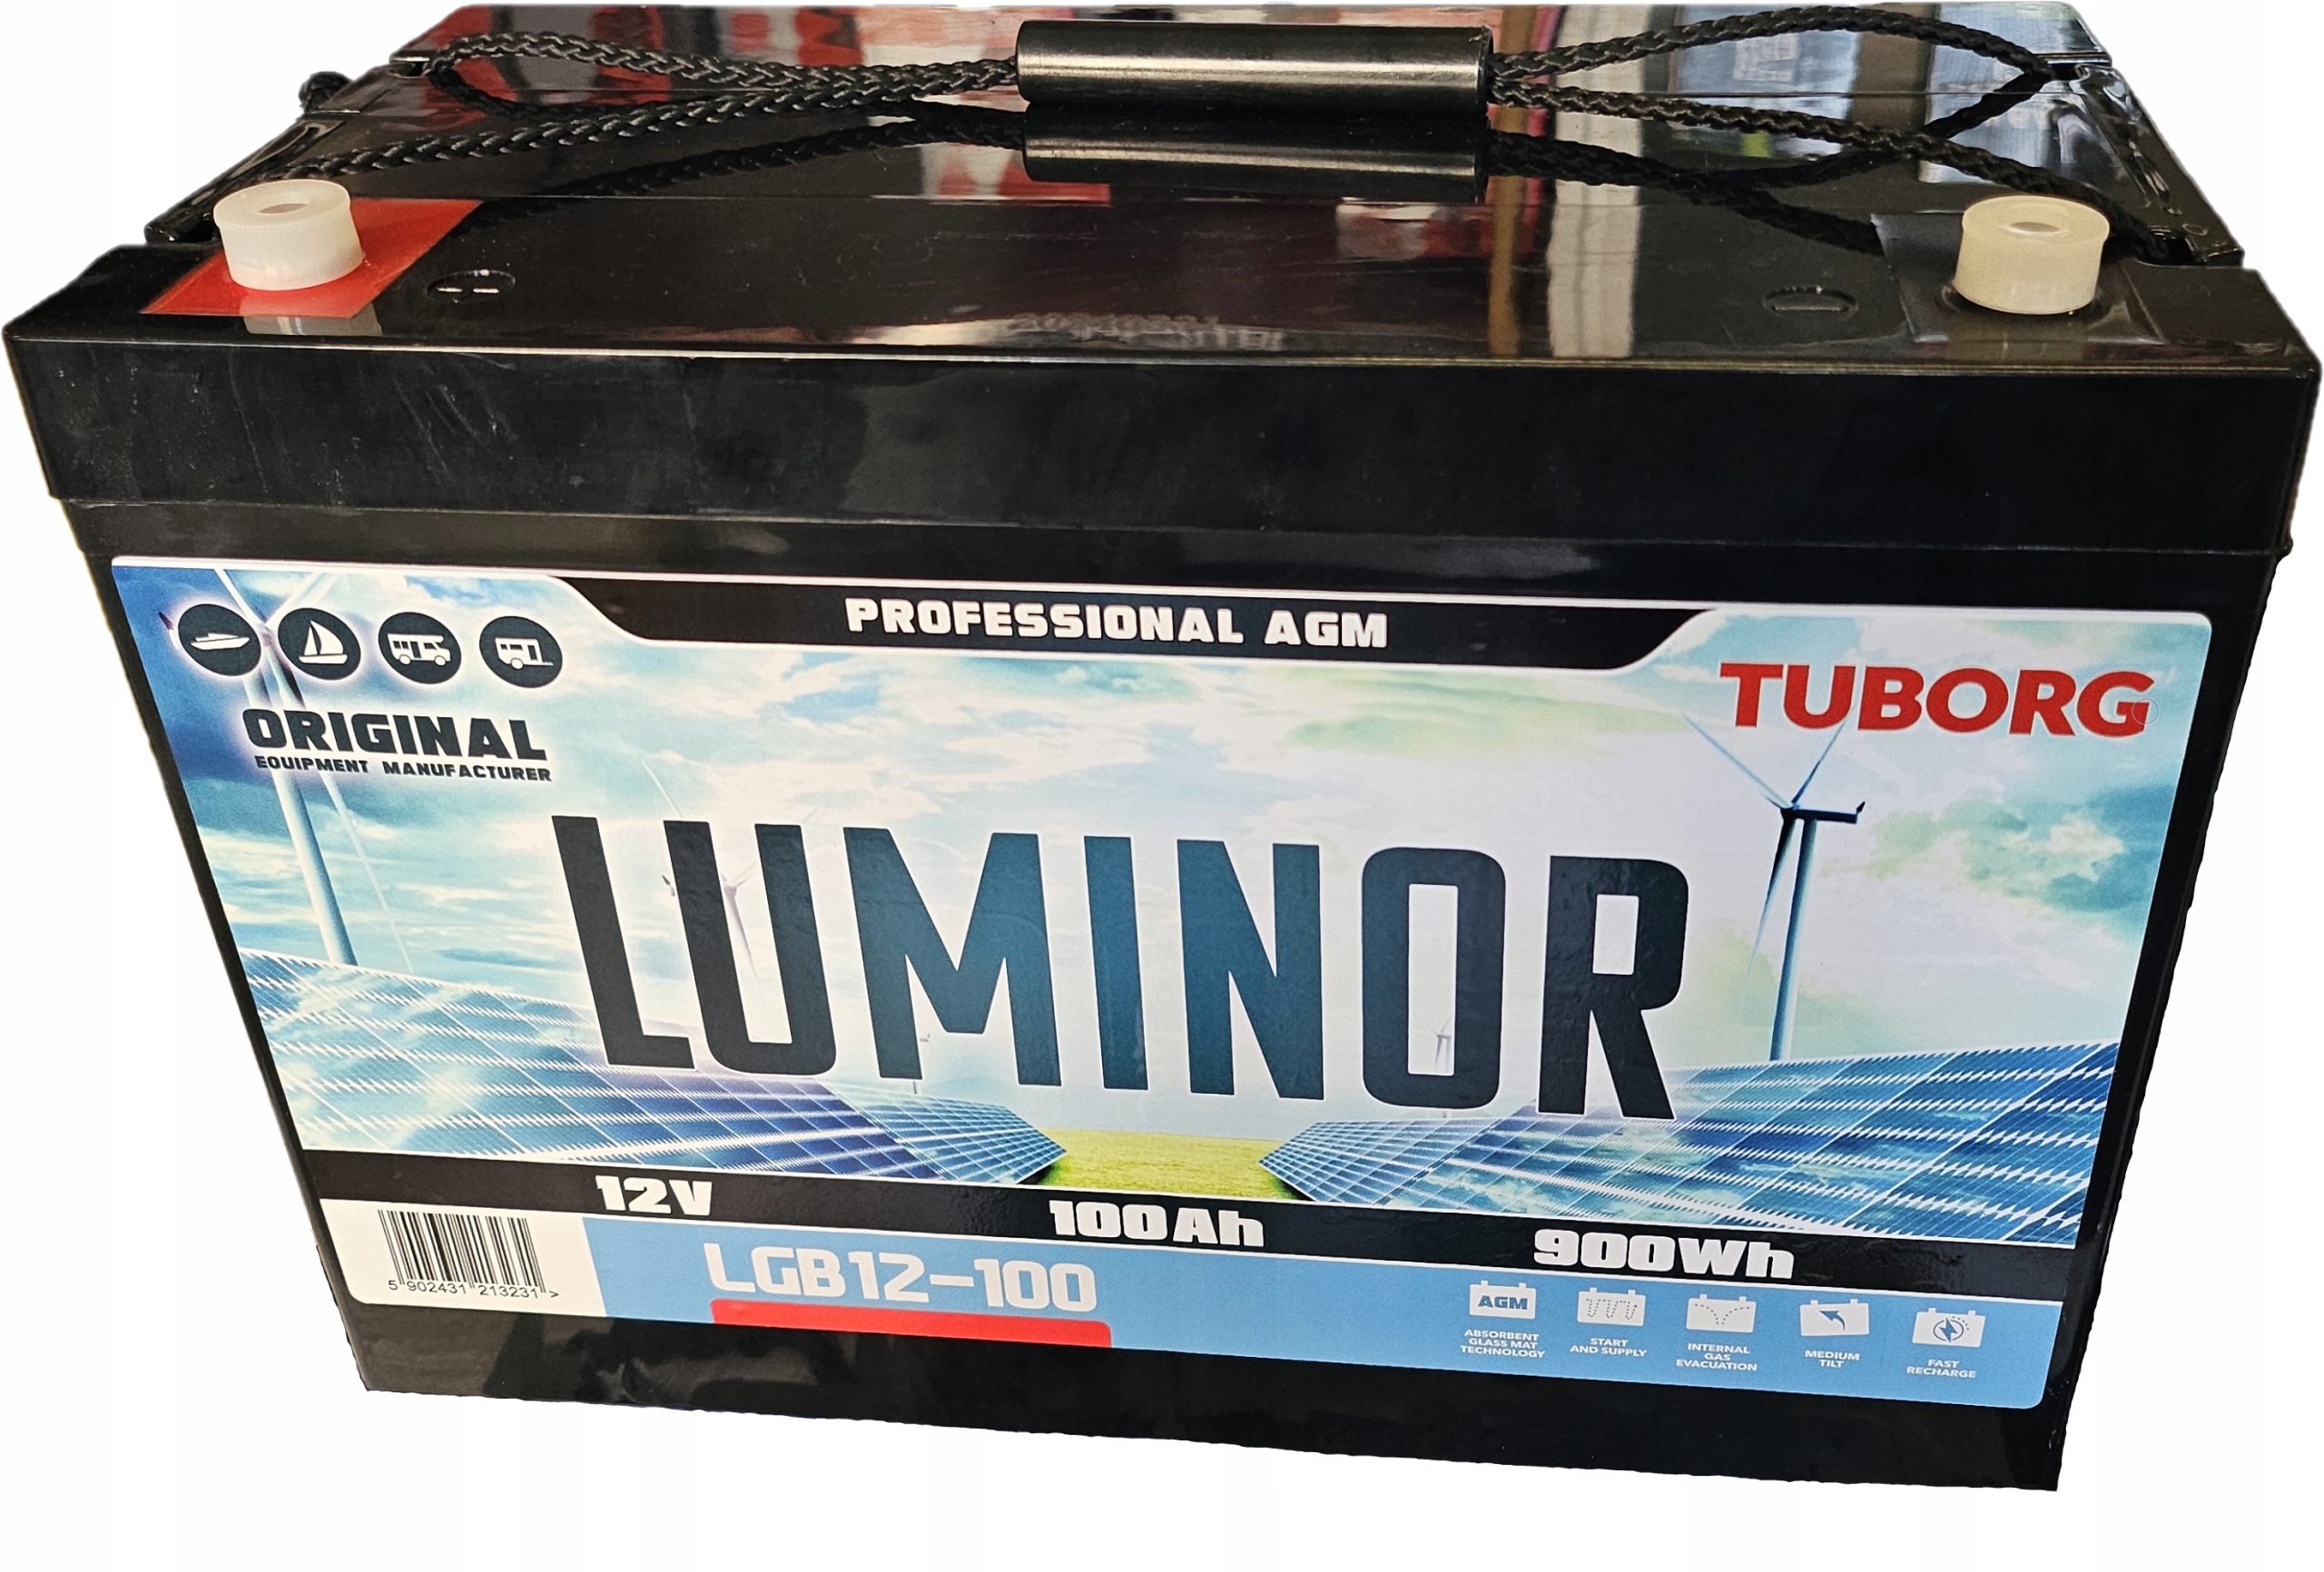 PROFESSIONAL AGM
TUBORG
ORIGINAL
EQUIPMENT MANUFACTURER
LUMINOR
12V
100Ah
900Wh
5 902431 213231 >
LGB12-100
AGM
ABSORBENT
GLASS MAT
TECHNOLOGY
START
AND SUPPLY
INTERNAL
GAS
EVACUATION
MEDIUM
TILT
FAST
RECHARGE